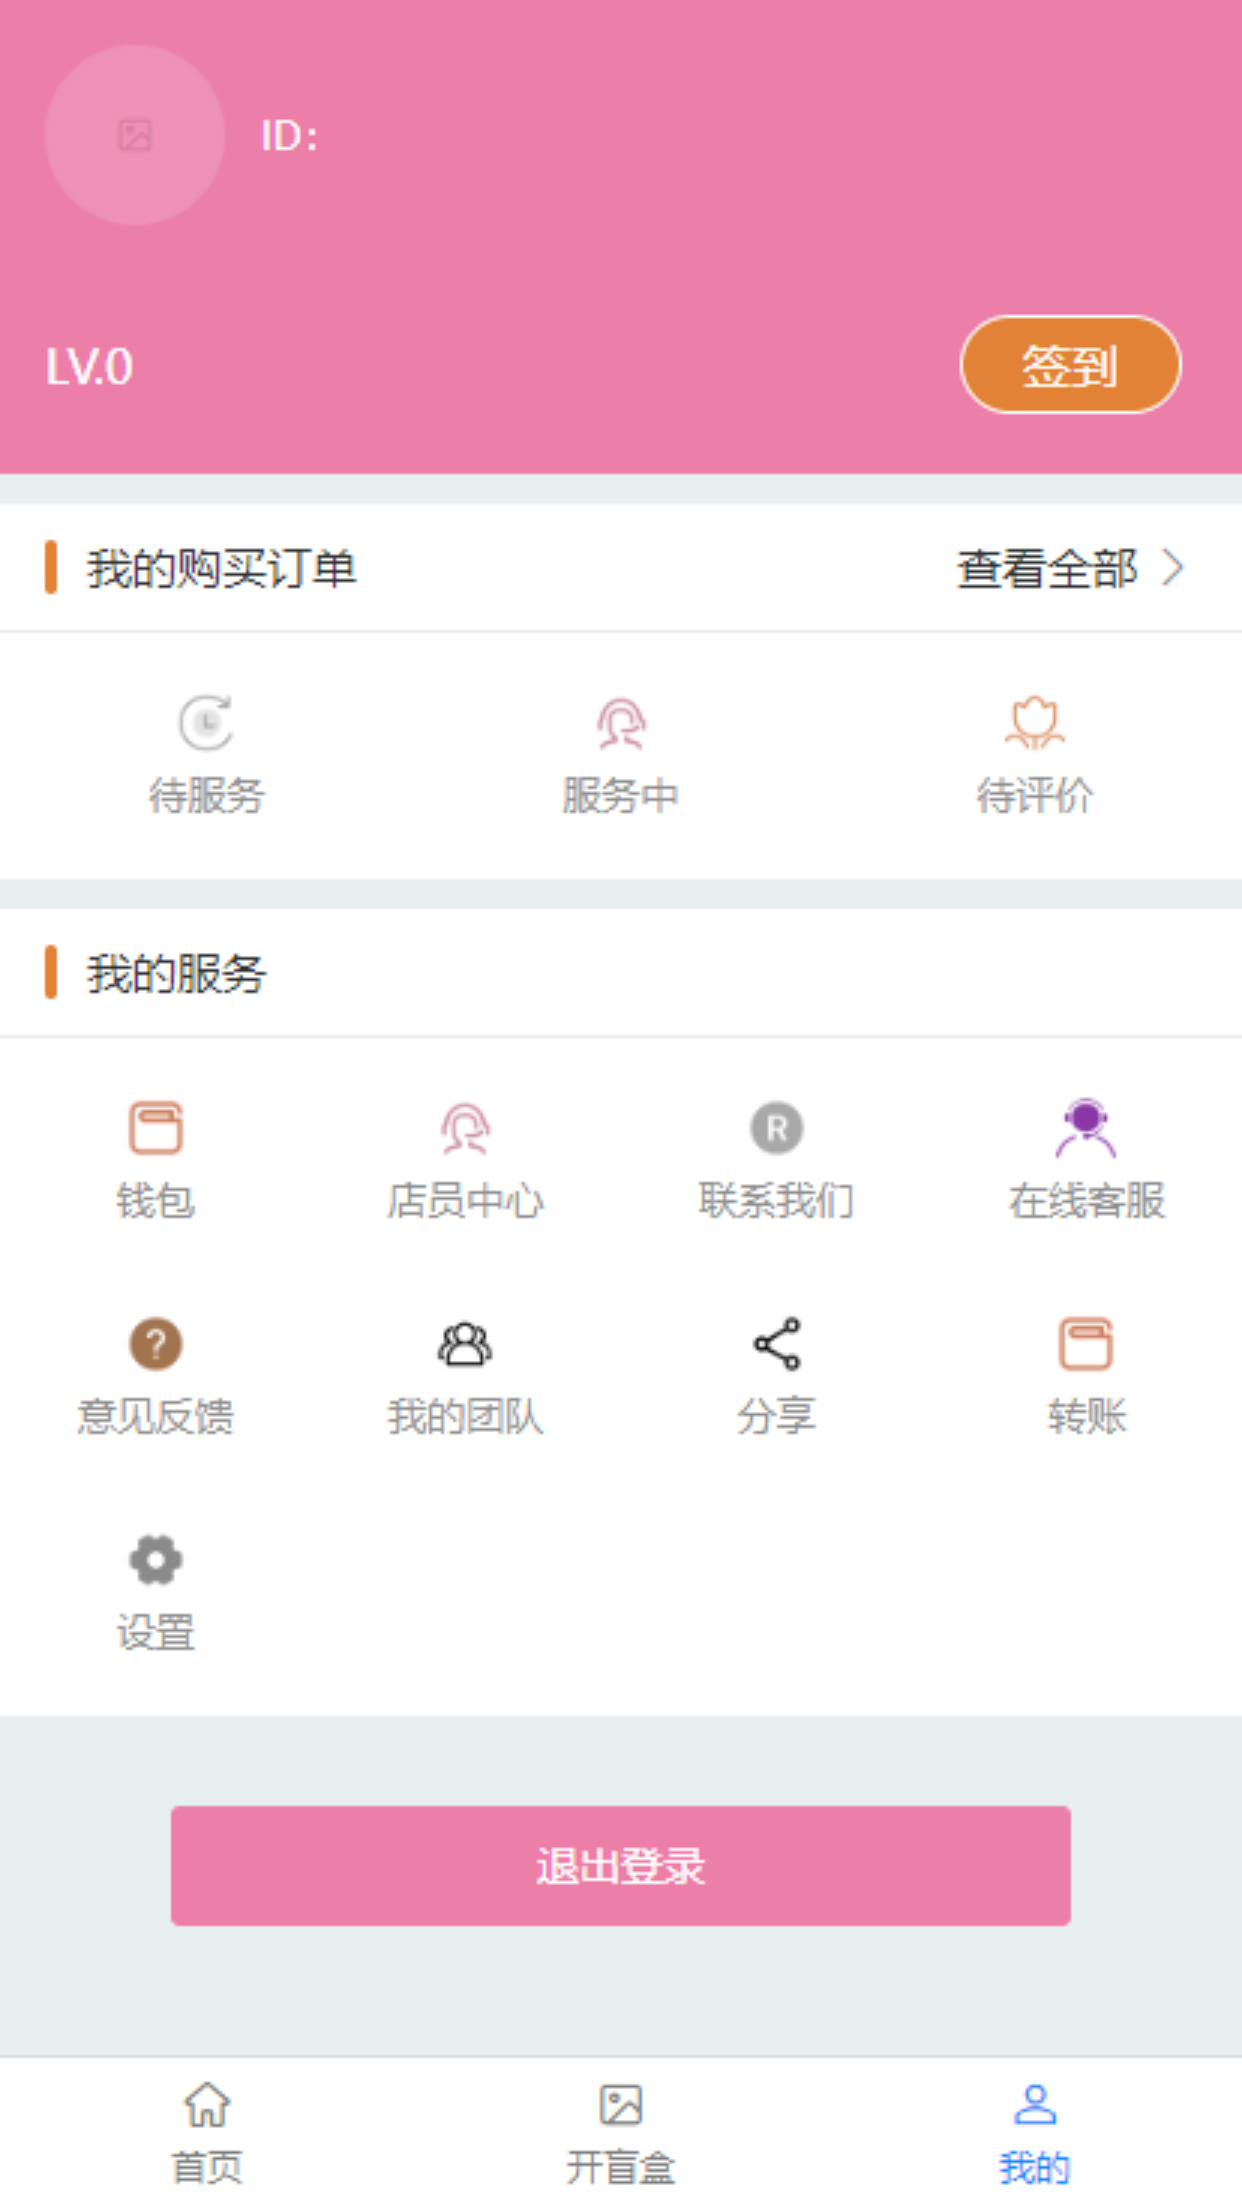 ID：
LV.0
签到
我的购买订单
查看全部
待服务
服务中
待评价
我的服务
钱包
店员中心
R
联系我们
在线客服
?
意见反馈
我的团队
分享
转账
设置
退出登录
首页
开盲盒
我的